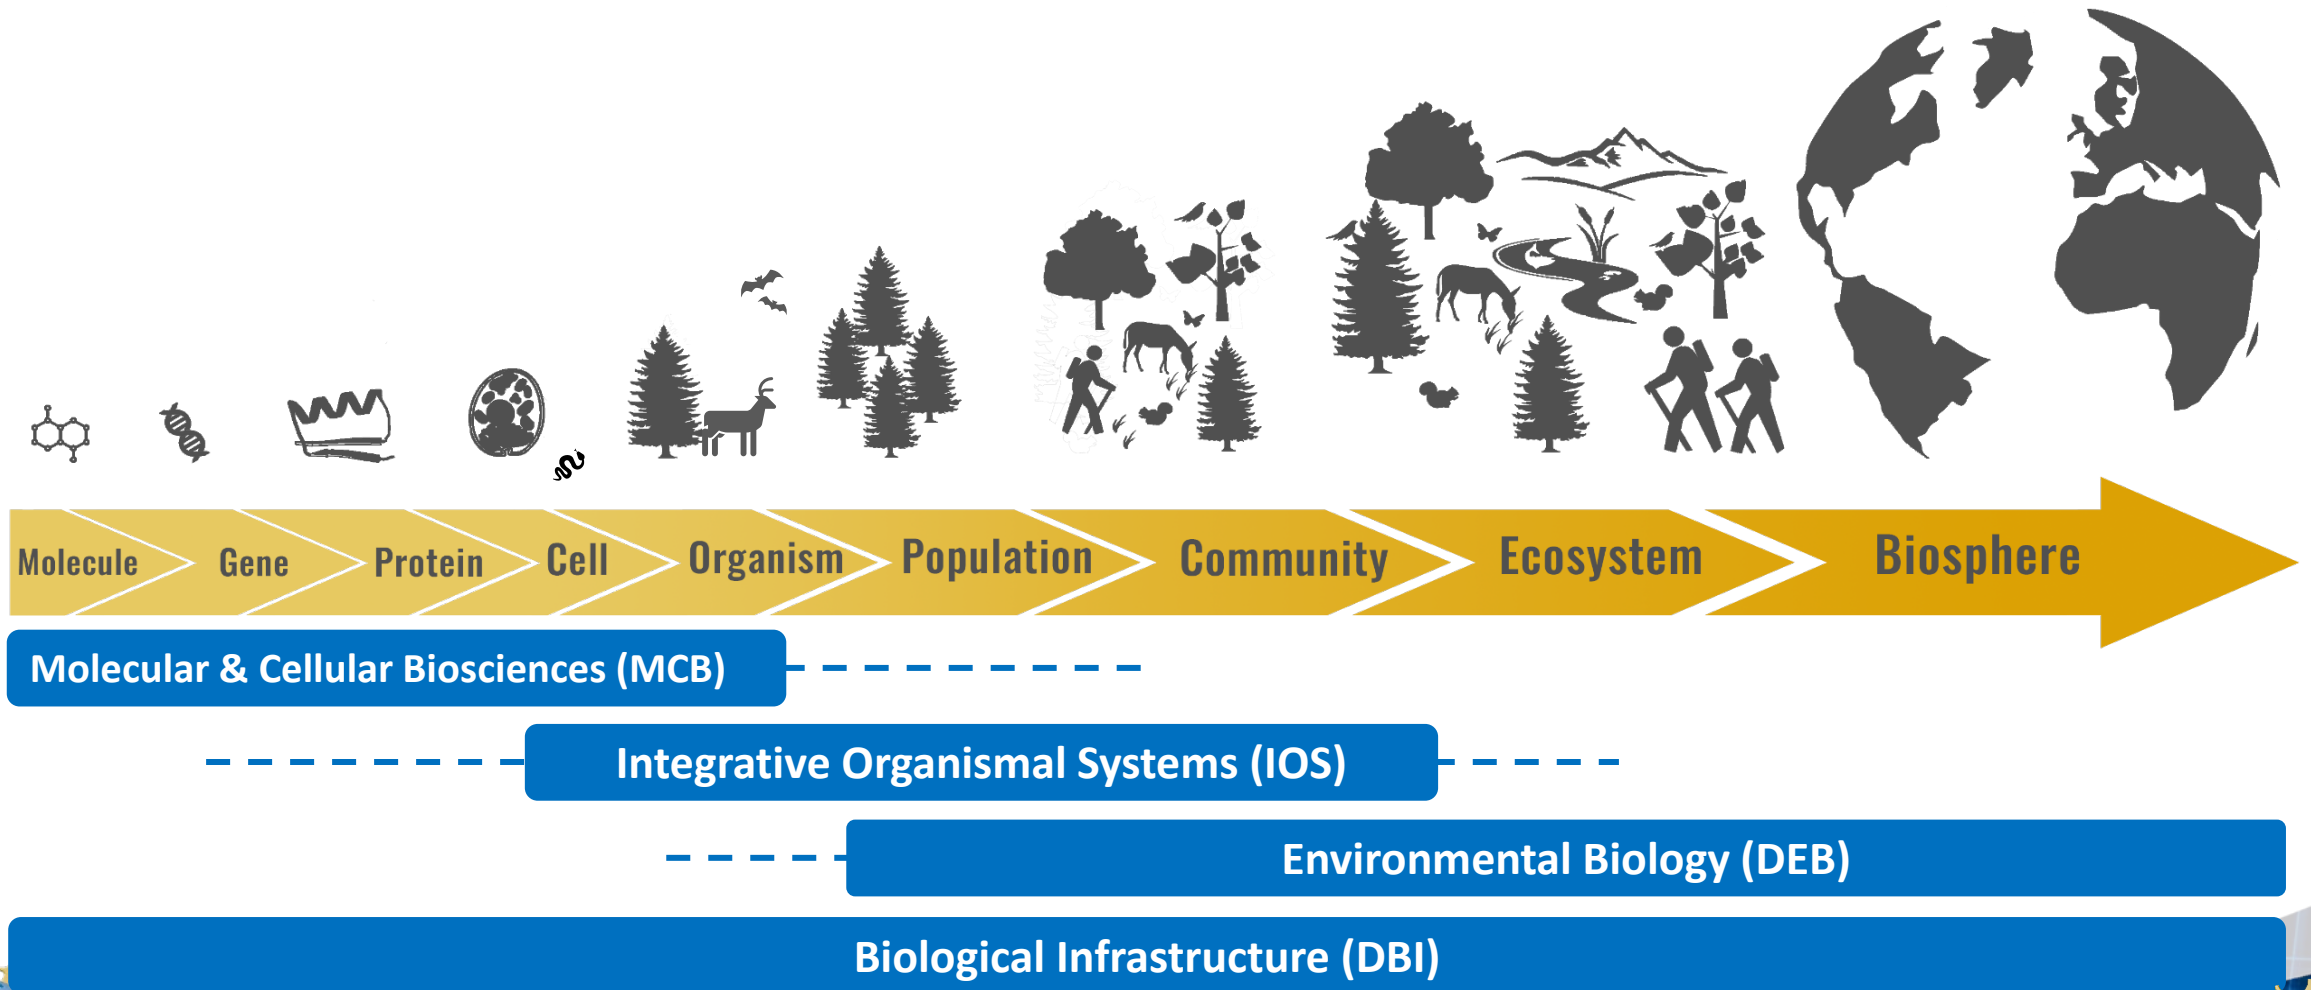 Molecule Gene Protein Cell Organism Population Community Ecosystem Biosphere
Molecular & Cellular Biosciences (MCB)
Integrative Organismal Systems (IOS)
Environmental Biology (DEB)
Biological Infrastructure (DBI)